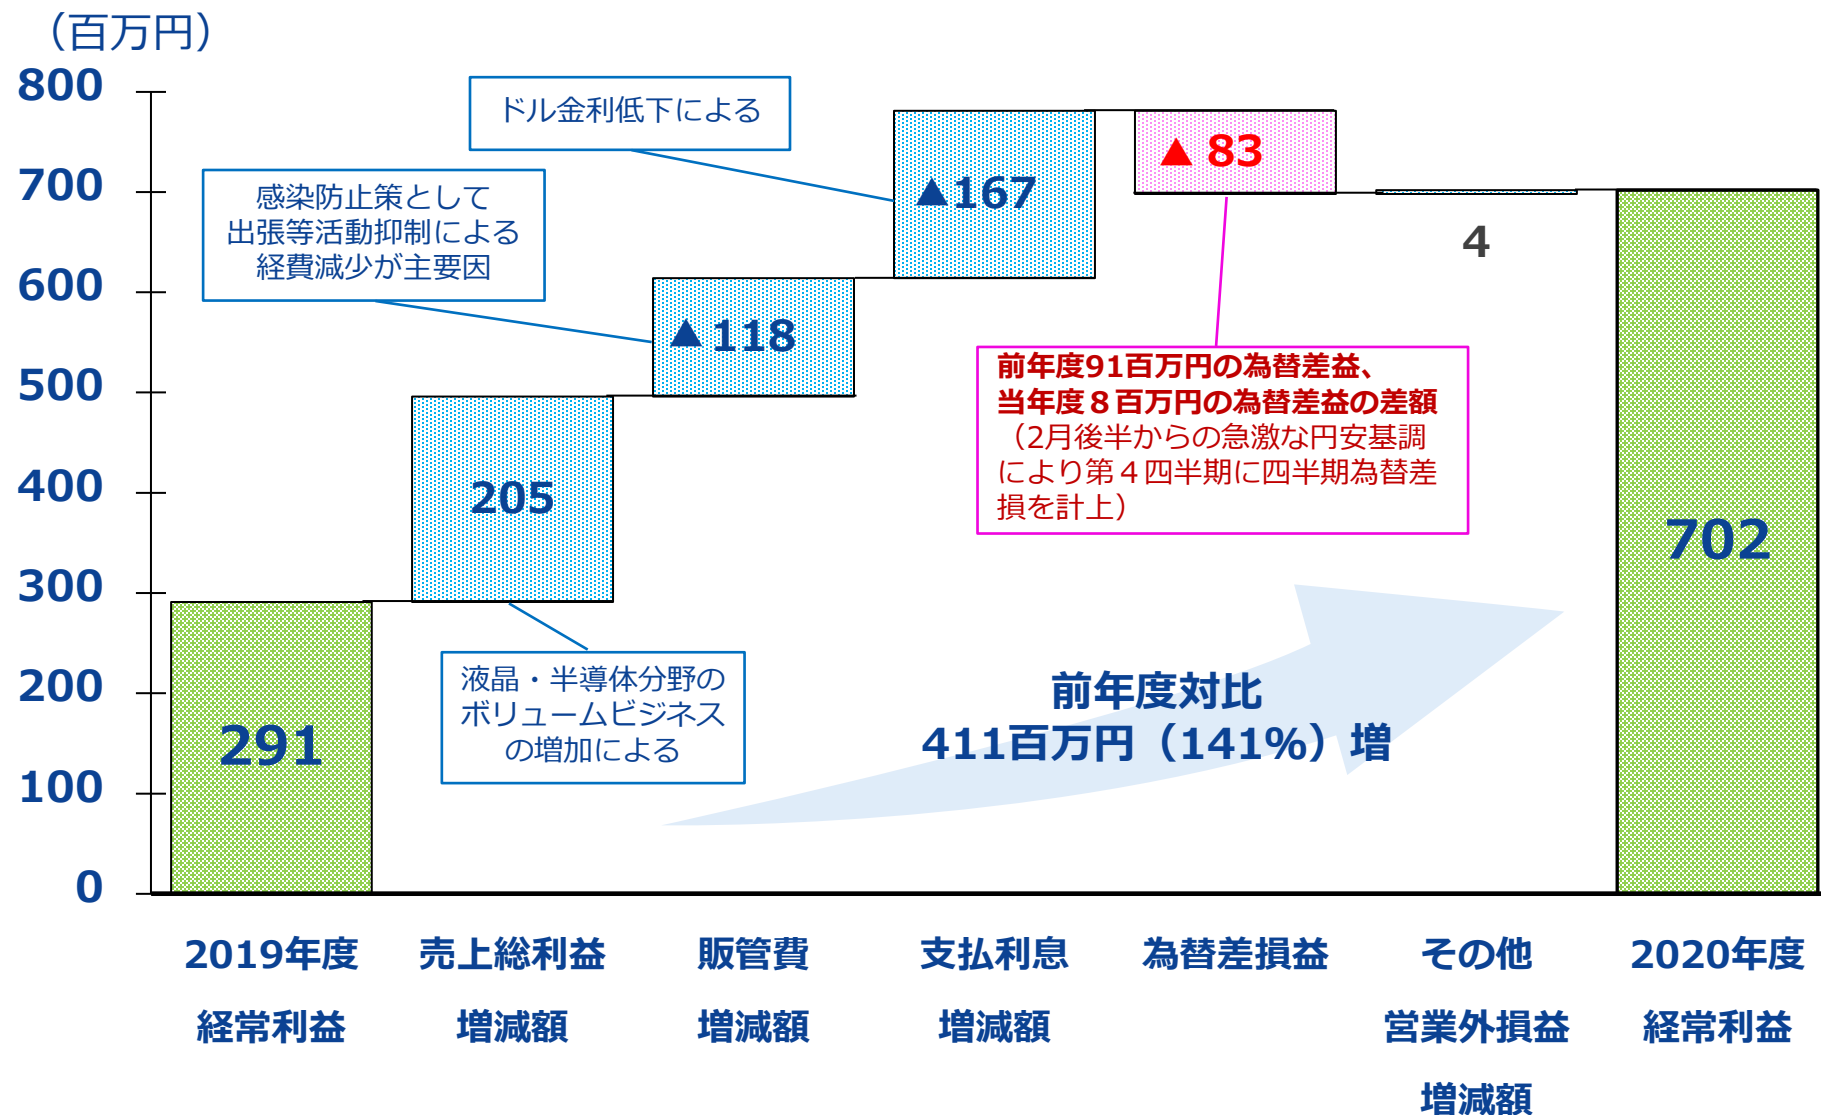 （百万円）
800
700
600
500
400
300
200
100
0
ドル金利低下による
感染防止策として
出張等活動抑制による
経費減少が主要因
液晶・半導体分野の
ボリュームビジネス
の増加による
前年度91百万円の為替差益、
当年度８百万円の為替差益の差額
（2月後半からの急激な円安基調
により第４四半期に四半期為替差
損を計上）
291
205
▲118
▲167
▲83
4
702
前年度対比
411百万円（141%）増
2019年度
経常利益
売上総利益
増減額
販管費
増減額
支払利息
増減額
為替差損益
その他
営業外損益
増減額
2020年度
経常利益